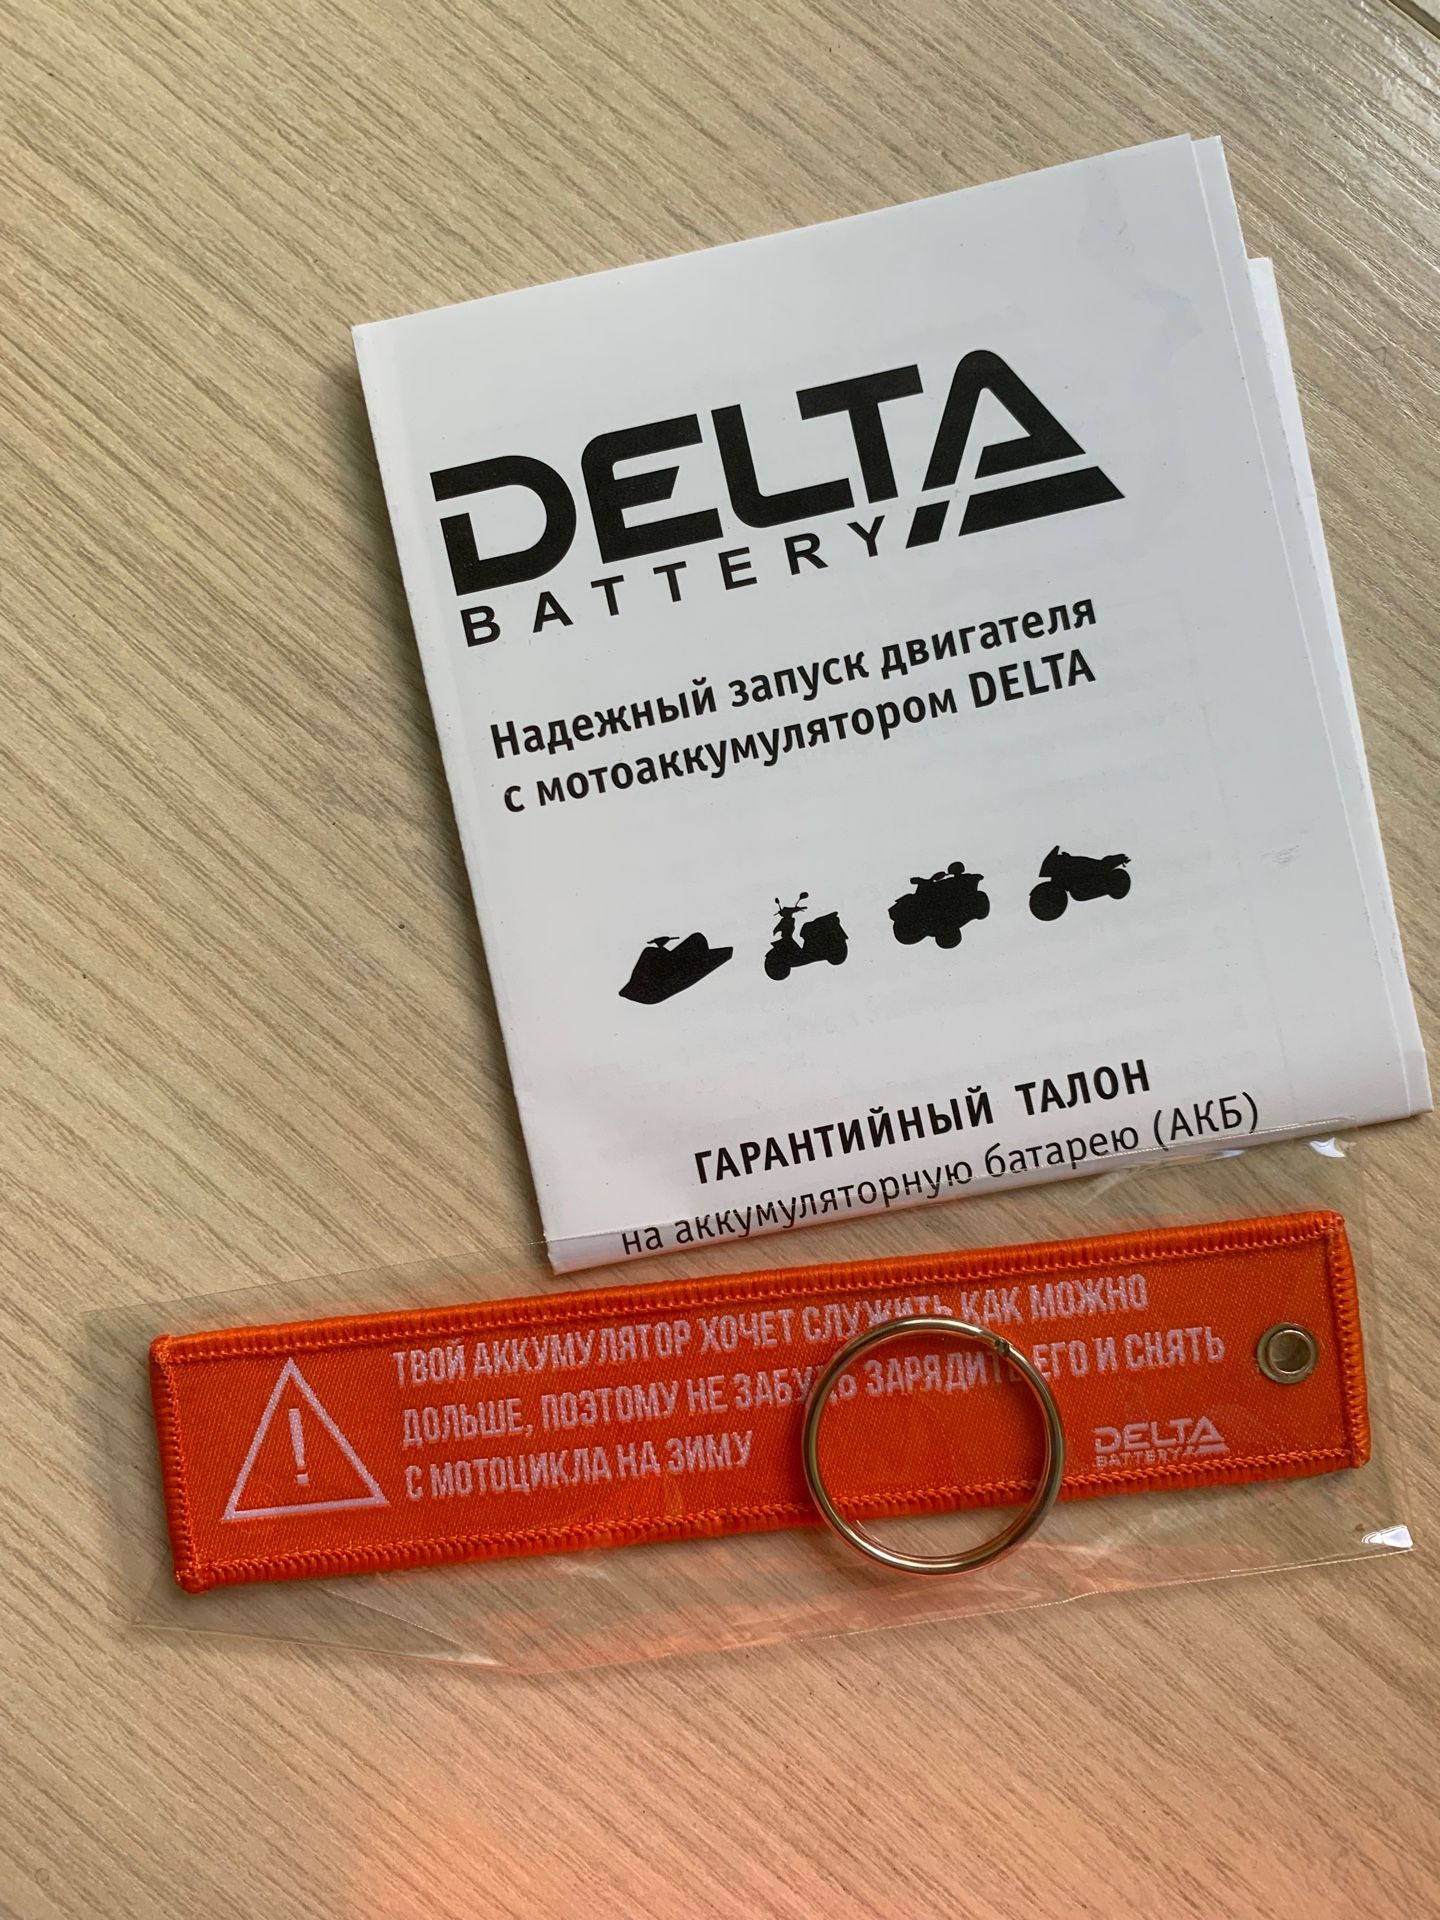 DELTA
BATTERY
Надежный запуск двигателя
с мотоаккумулятором DELTA
ГАРАНТИЙНЫЙ ТАЛОН
на аккумуляторную батарею (АКБ)
ТВОЙ АККУМУЛЯТОР ХОЧЕТ СЛУЖИТЬ КАК МОЖНО
ДОЛЬШЕ, ПОЭТОМУ НЕ ЗАБУДЬ ЗАРЯДИТЬ ЕГО И СНЯТЬ
С МОТОЦИКЛА НА ЗИМУ
DELTA
BATTERY